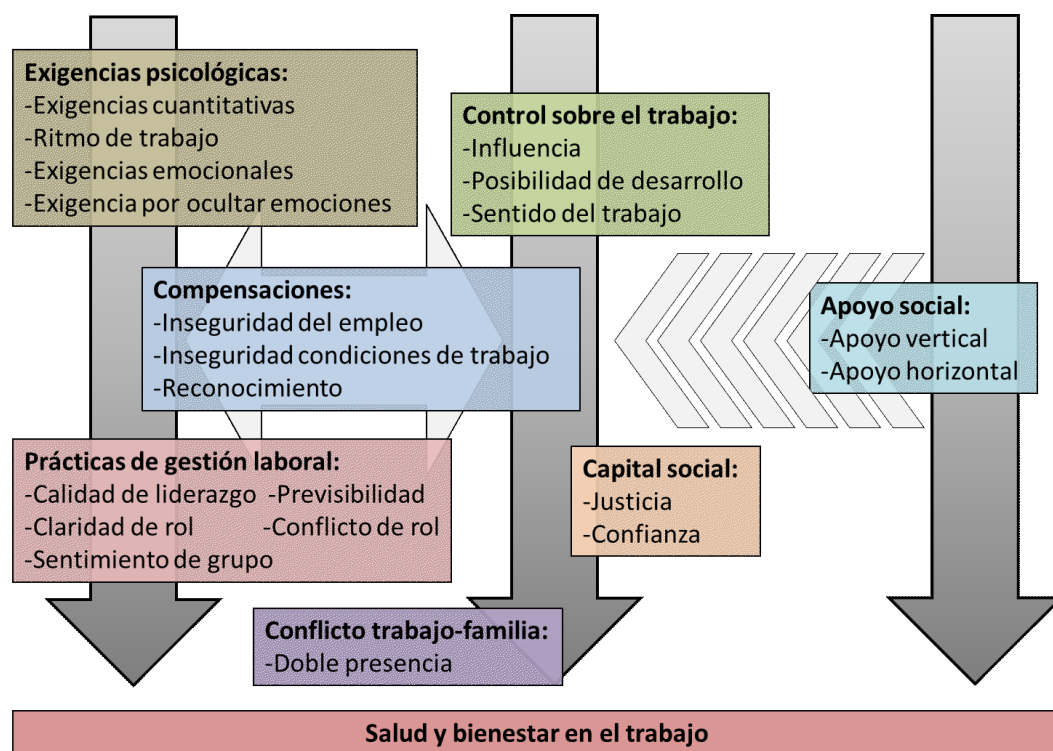 Exigencias psicológicas:
-Exigencias cuantitativas
-Ritmo de trabajo
-Exigencias emocionales
-Exigencia por ocultar emociones
Control sobre el trabajo:
-Influencia
-Posibilidad de desarrollo
-Sentido del trabajo
Compensaciones:
-Inseguridad del empleo
-Inseguridad condiciones de trabajo
-Reconocimiento
Apoyo social:
-Apoyo vertical
-Apoyo horizontal
Prácticas de gestión laboral:
-Calidad de liderazgo -Previsibilidad
-Claridad de rol -Conflicto de rol
-Sentimiento de grupo
Capital social:
-Justicia
-Confianza
Conflicto trabajo-familia:
-Doble presencia
Salud y bienestar en el trabajo